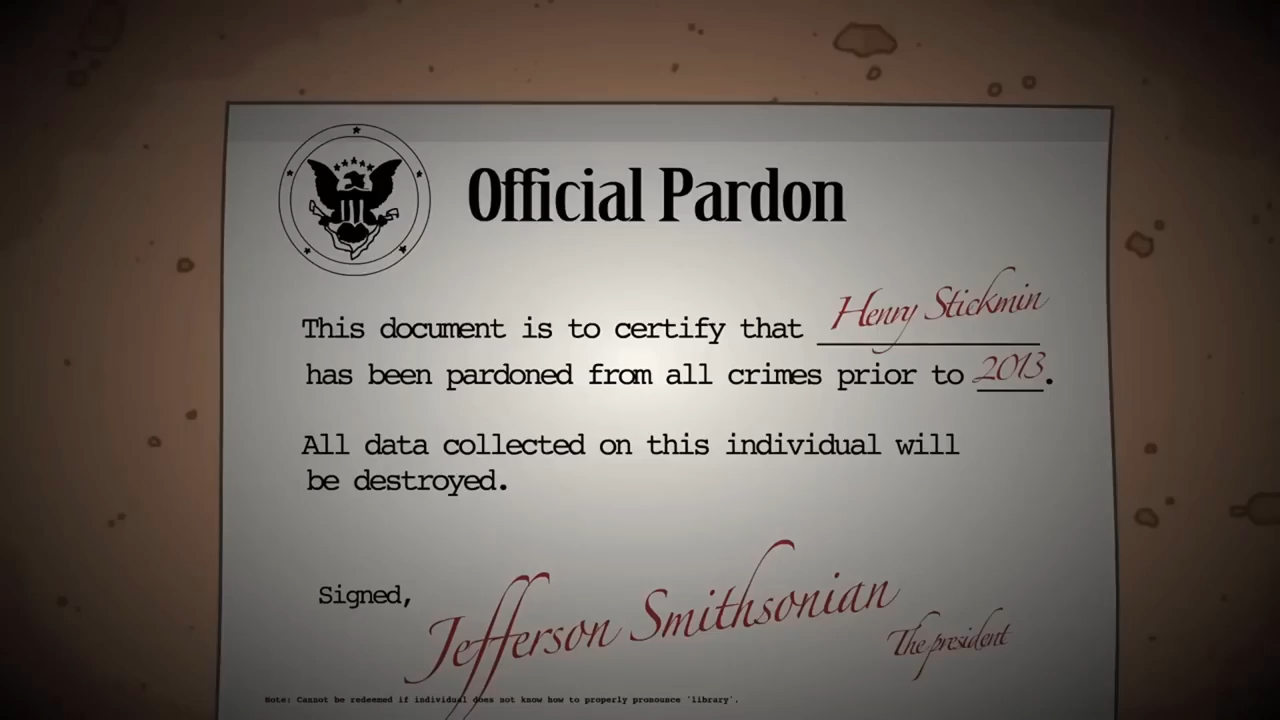 Official Pardon
This document is to certify that Henry Stickmin
has been pardoned from all crimes prior to 2013.
All data collected on this individual will
be destroyed.
Signed,
Jefferson Smithsonian
The president
Note: Cannot be redeemed if individual does not know how to properly pronounce 'library'.